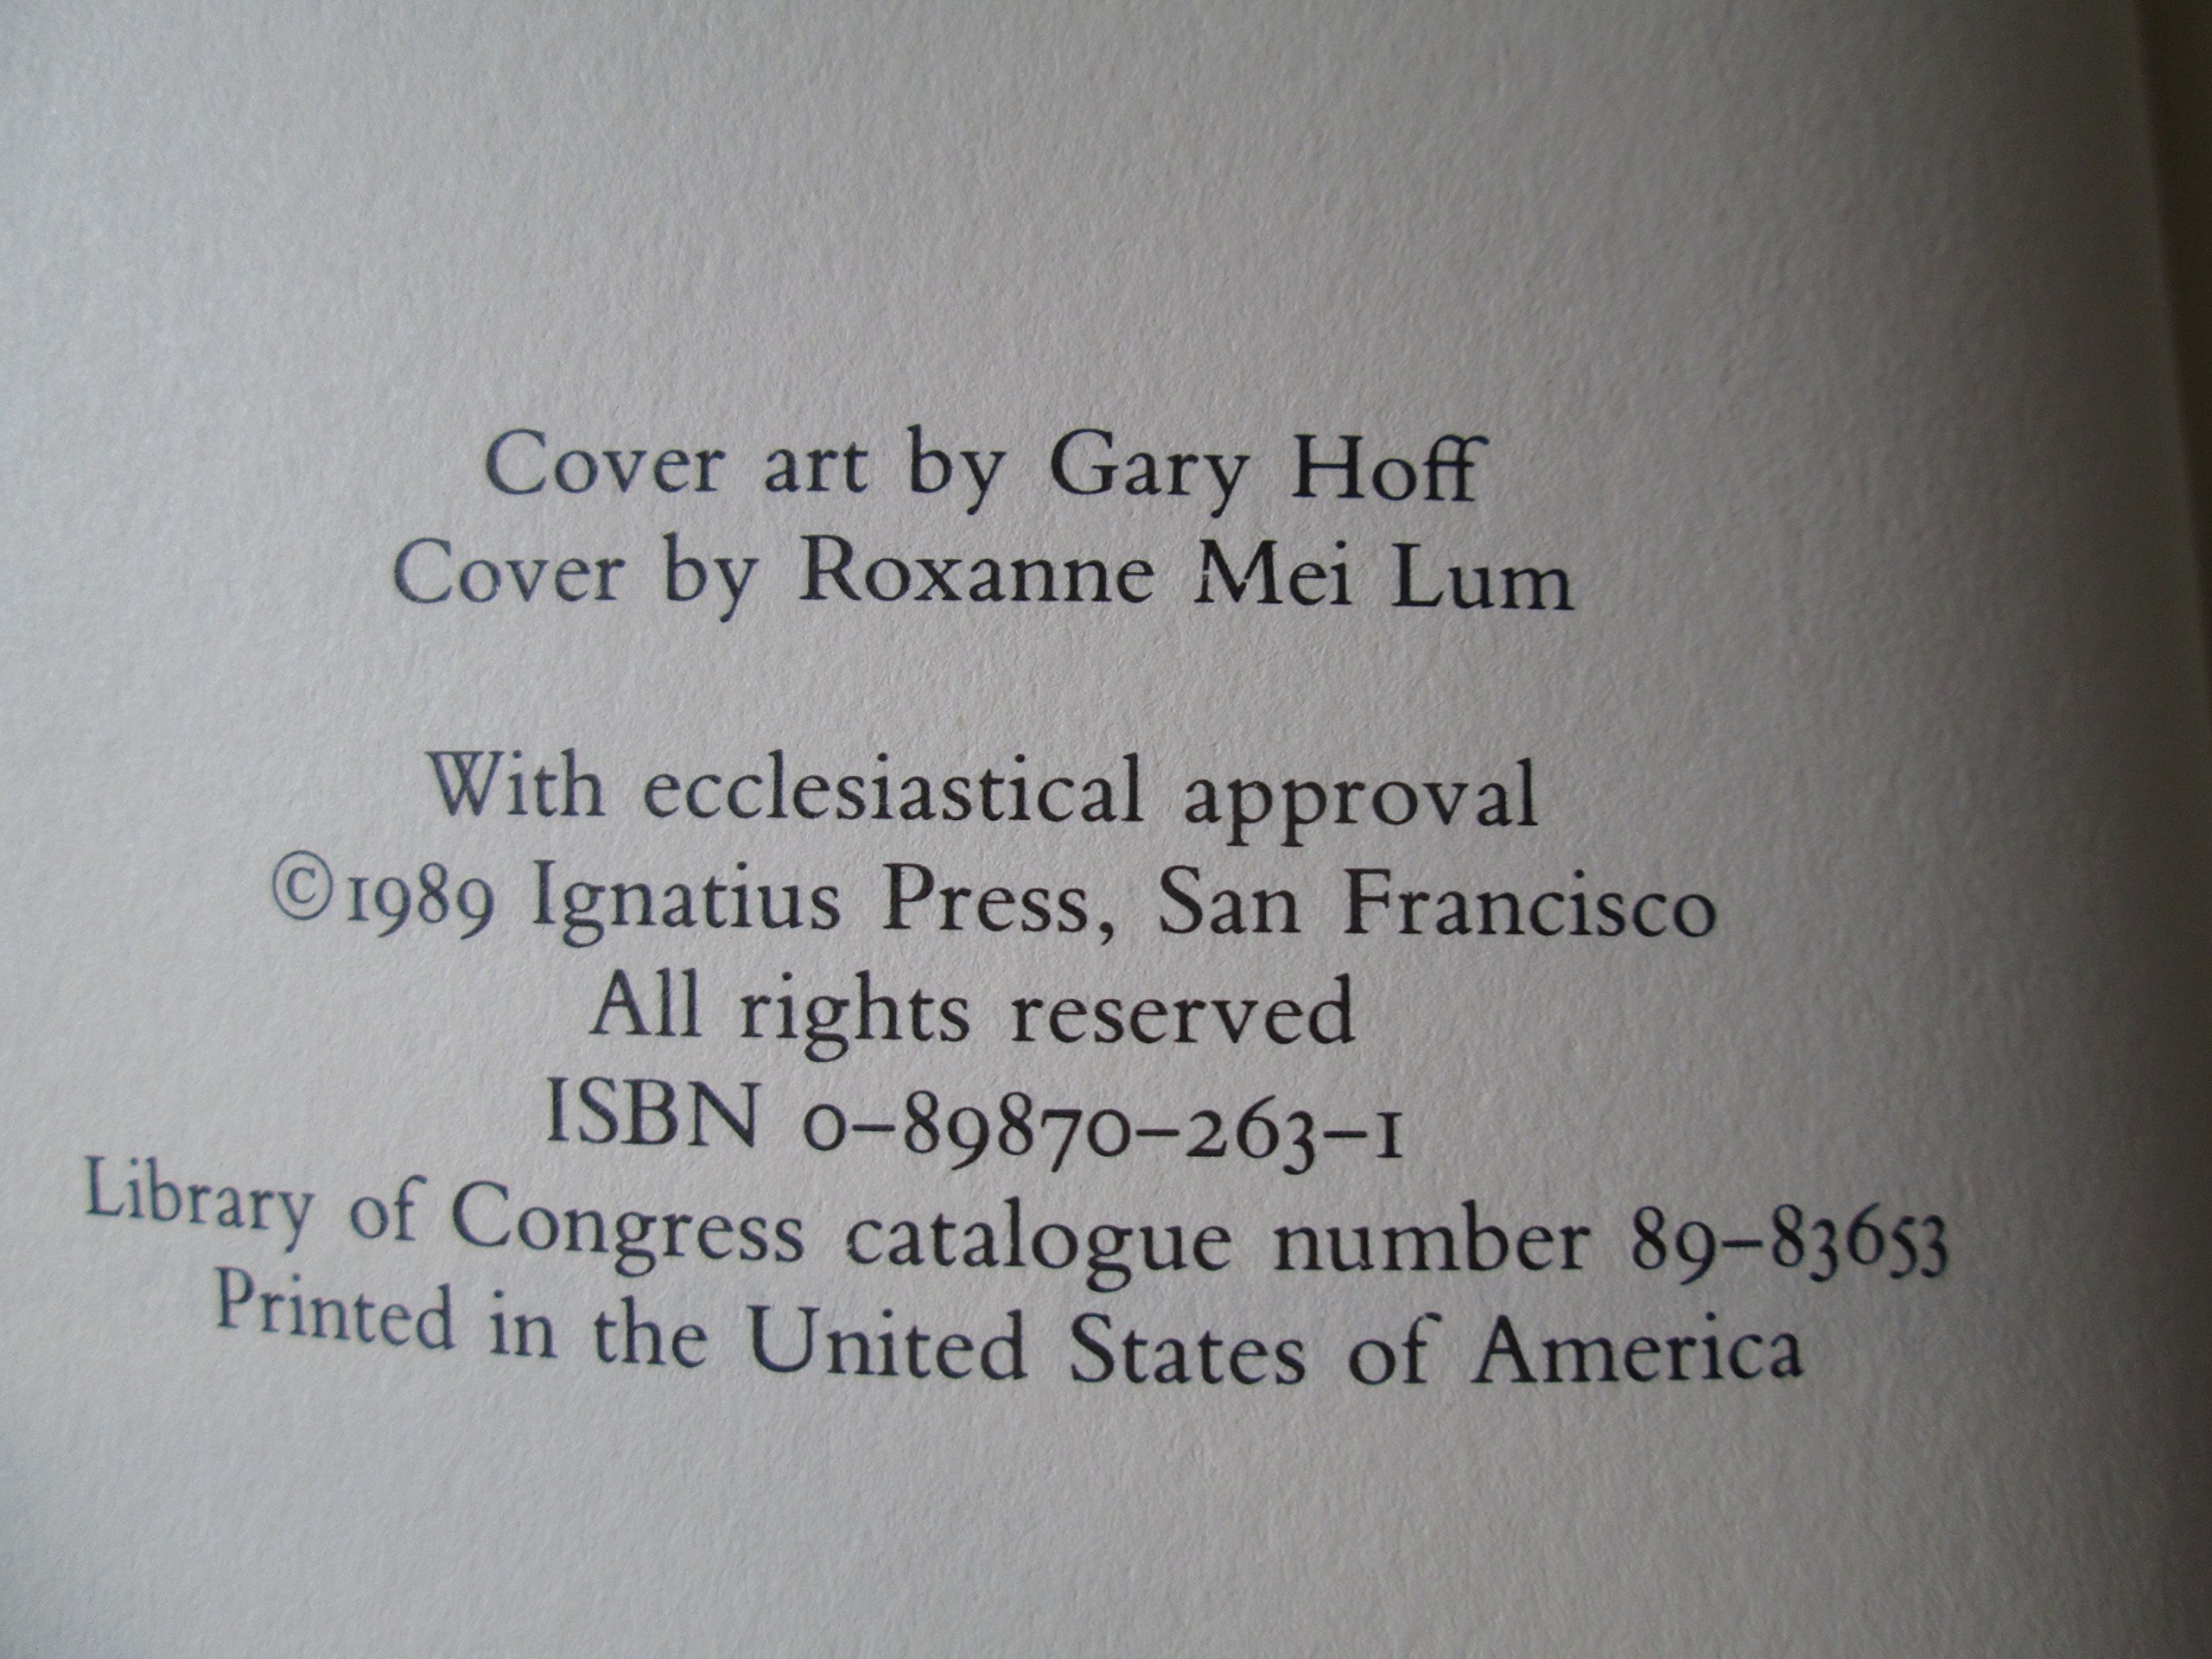 Cover art by Gary Hoff
Cover by Roxanne Mei Lum
With ecclesiastical approval
©1989 Ignatius Press, San Francisco
All rights reserved
ISBN 0–89870–263–1
Library of Congress catalogue number 89–83653
Printed in the United States of America